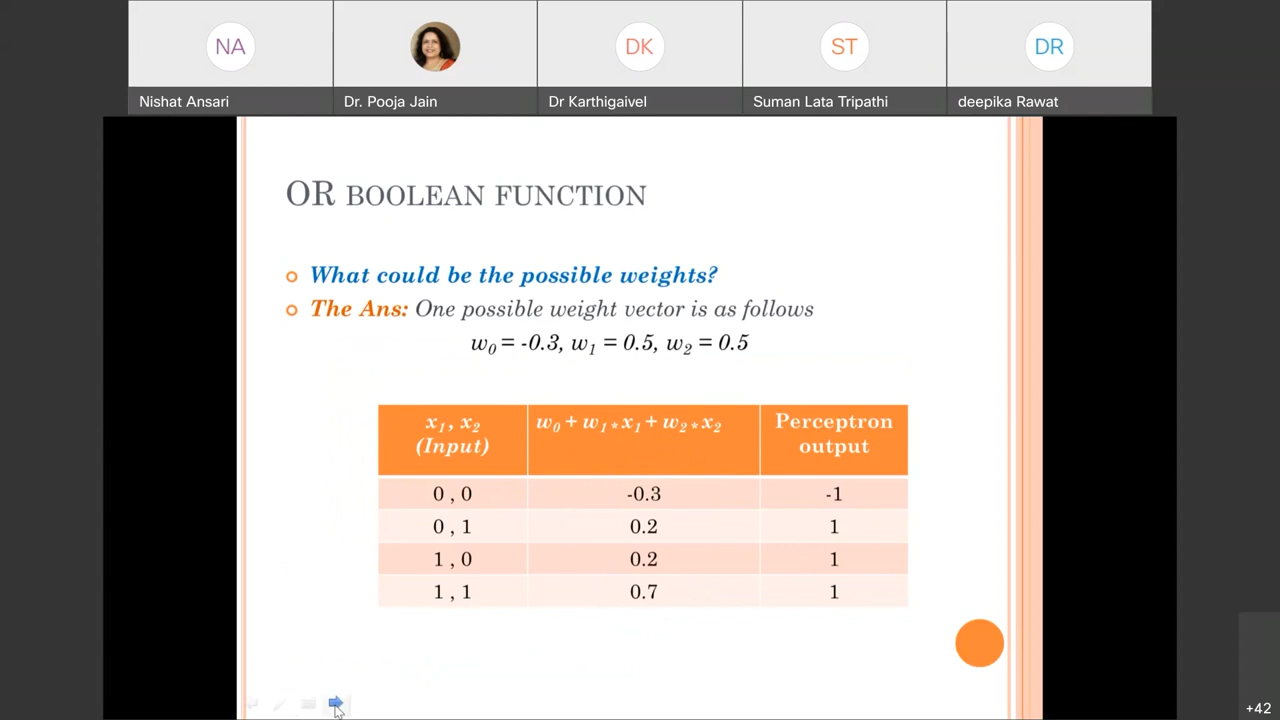 NA DK ST DR
Nishat Ansari Dr. Pooja Jain Dr Karthigaivel Suman Lata Tripathi deepika Rawat
OR BOOLEAN FUNCTION
What could be the possible weights?
The Ans: One possible weight vector is as follows
w0 = -0.3, w1 = 0.5, w2 = 0.5
x1, x2 (Input) w0 + w1*x1 + w2*x2 Perceptron output
0 , 0 -0.3 -1
0 , 1 0.2 1
1 , 0 0.2 1
1 , 1 0.7 1
+42